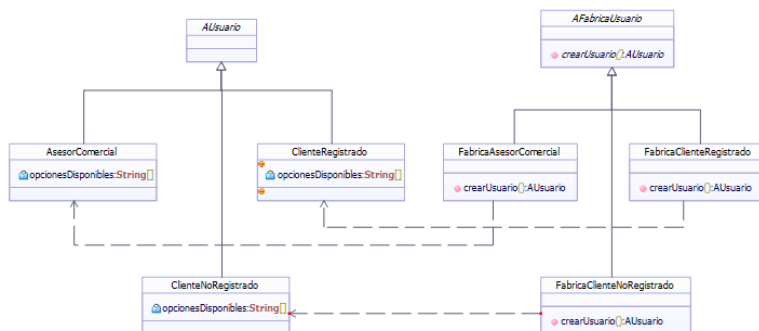 AUsuario
AFabricaUsuario
crearUsuario():AUsuario
AsesorComercial
opcionesDisponibles:String[]
ClienteRegistrado
opcionesDisponibles:String[]
FabricaAsesorComercial
crearUsuario():AUsuario
FabricaClienteRegistrado
crearUsuario():AUsuario
ClienteNoRegistrado
opcionesDisponibles:String[]
FabricaClienteNoRegistrado
crearUsuario():AUsuario